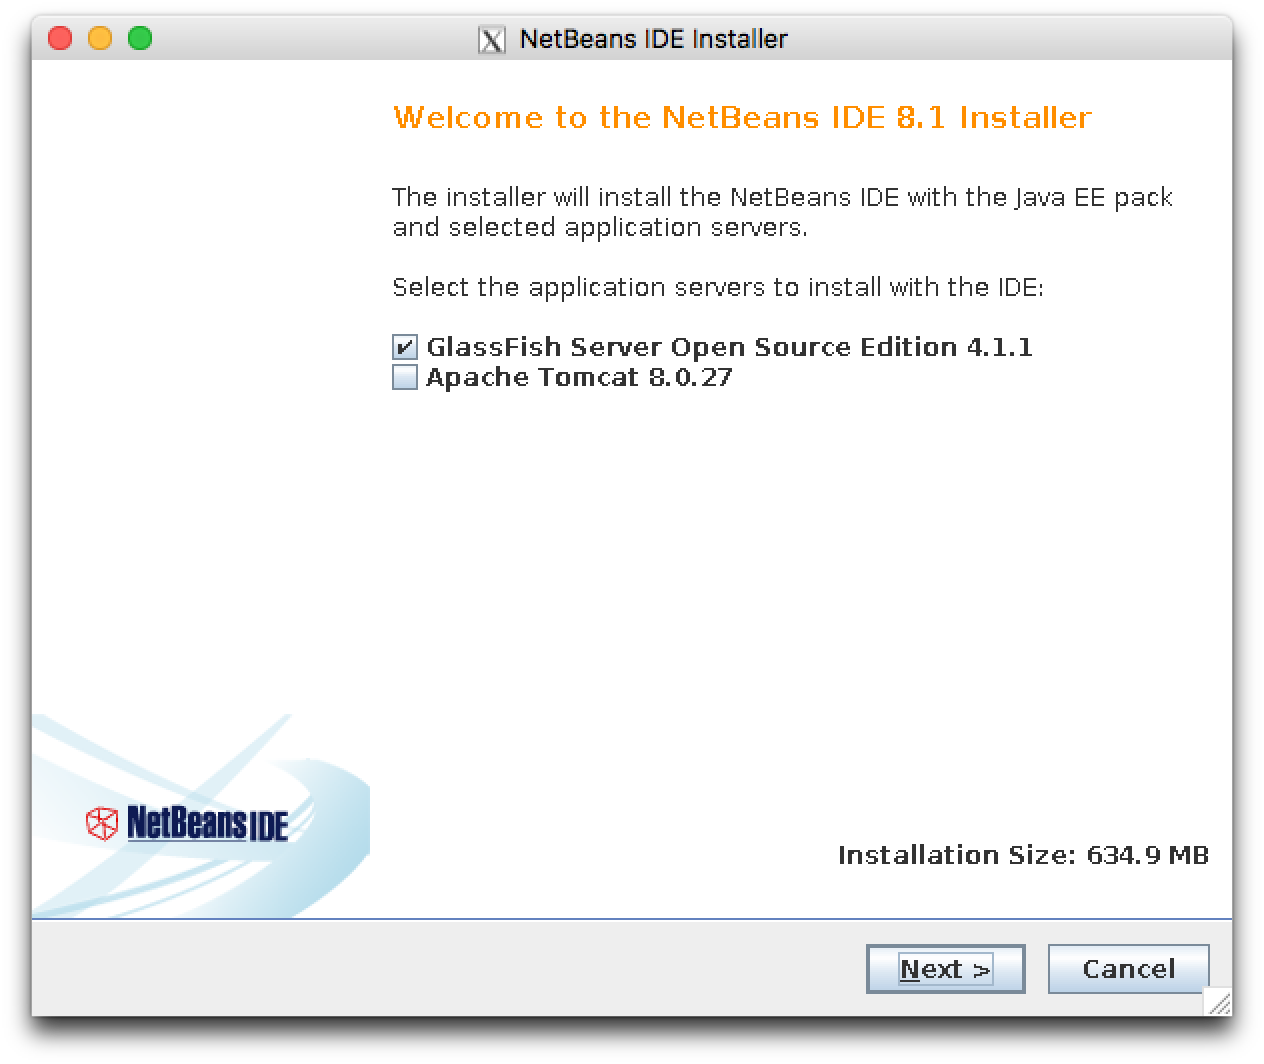 NetBeans IDE Installer
Welcome to the NetBeans IDE 8.1 Installer
The installer will install the NetBeans IDE with the Java EE pack
and selected application servers.
Select the application servers to install with the IDE:
GlassFish Server Open Source Edition 4.1.1
Apache Tomcat 8.0.27
NetBeans IDE
Installation Size: 634.9 MB
Next >
Cancel